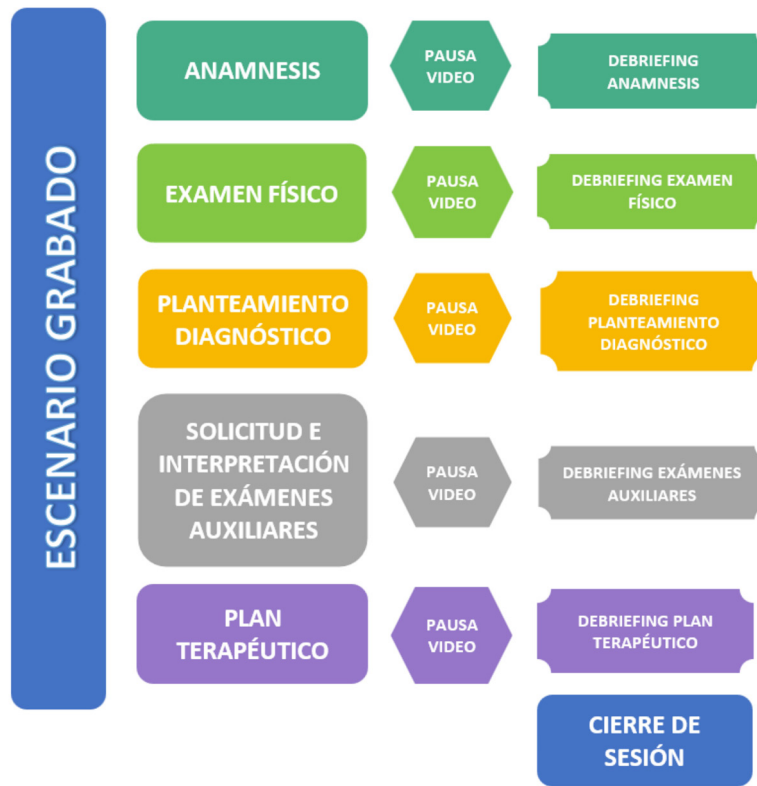 ESCENARIO GRABADO
ANAMNESIS
PAUSA
VIDEO
DEBRIEFING
ANAMNESIS
EXAMEN FÍSICO
PAUSA
VIDEO
DEBRIEFING EXAMEN
FÍSICO
PLANTEAMIENTO
DIAGNÓSTICO
PAUSA
VIDEO
DEBRIEFING
PLANTEAMIENTO
DIAGNÓSTICO
SOLICITUD E
INTERPRETACIÓN
DE EXÁMENES
AUXILIARES
PAUSA
VIDEO
DEBRIEFING EXÁMENES
AUXILIARES
PLAN
TERAPÉUTICO
PAUSA
VIDEO
DEBRIEFING PLAN
TERAPÉUTICO
CIERRE DE
SESIÓN